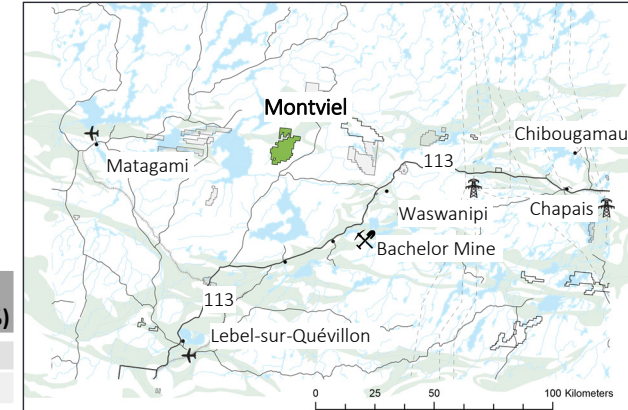 Montviel
Chibougamau
113
Matagami
Waswanipi
Chapais
Bachelor Mine
113
Lebel-sur-Quévillon
0 25 50 100 Kilometers
)